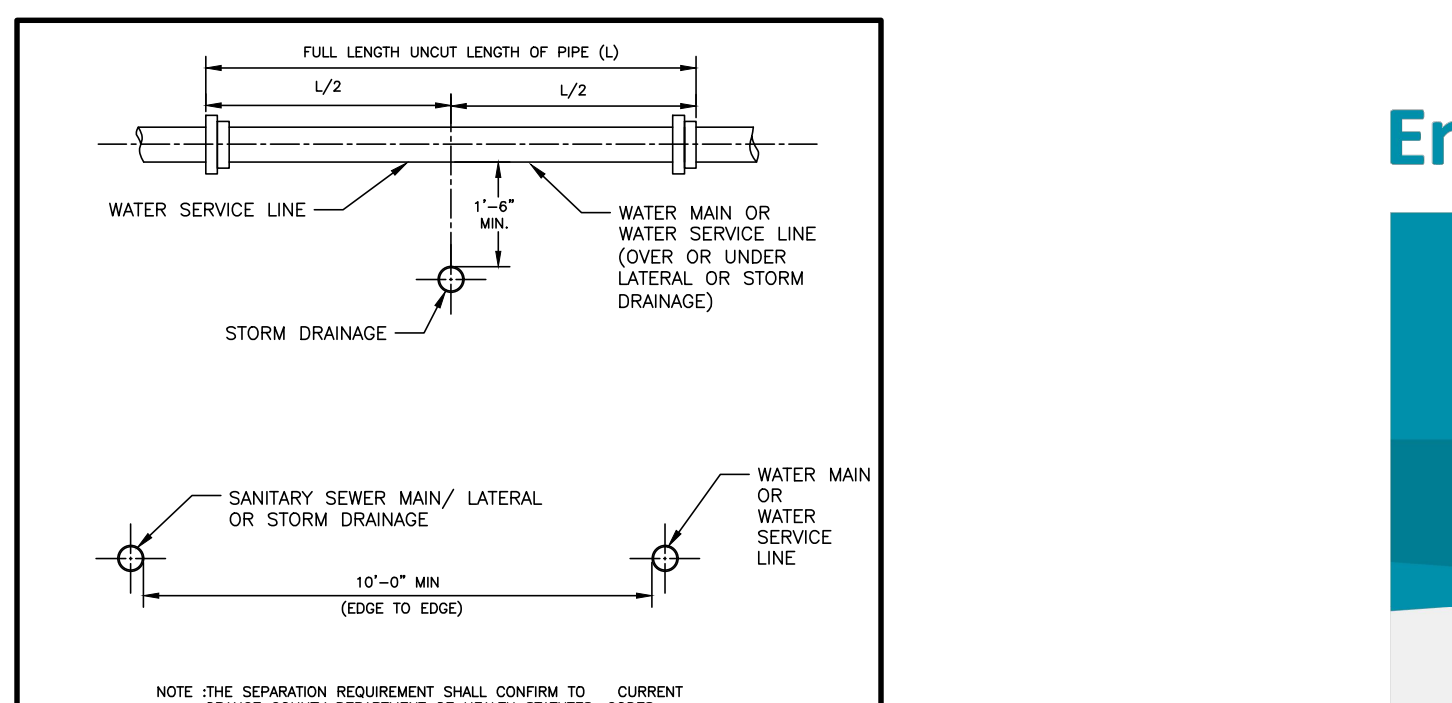 FULL LENGTH UNCUT LENGTH OF PIPE (L)
L/2
L/2
WATER SERVICE LINE
1'-6"
MIN.
WATER MAIN OR
WATER SERVICE LINE
(OVER OR UNDER
LATERAL OR STORM
DRAINAGE)
STORM DRAINAGE
SANITARY SEWER MAIN/ LATERAL
OR STORM DRAINAGE
WATER MAIN
OR
WATER
SERVICE
LINE
10'-0" MIN
(EDGE TO EDGE)
NOTE :THE SEPARATION REQUIREMENT SHALL CONFIRM TO CURRENT